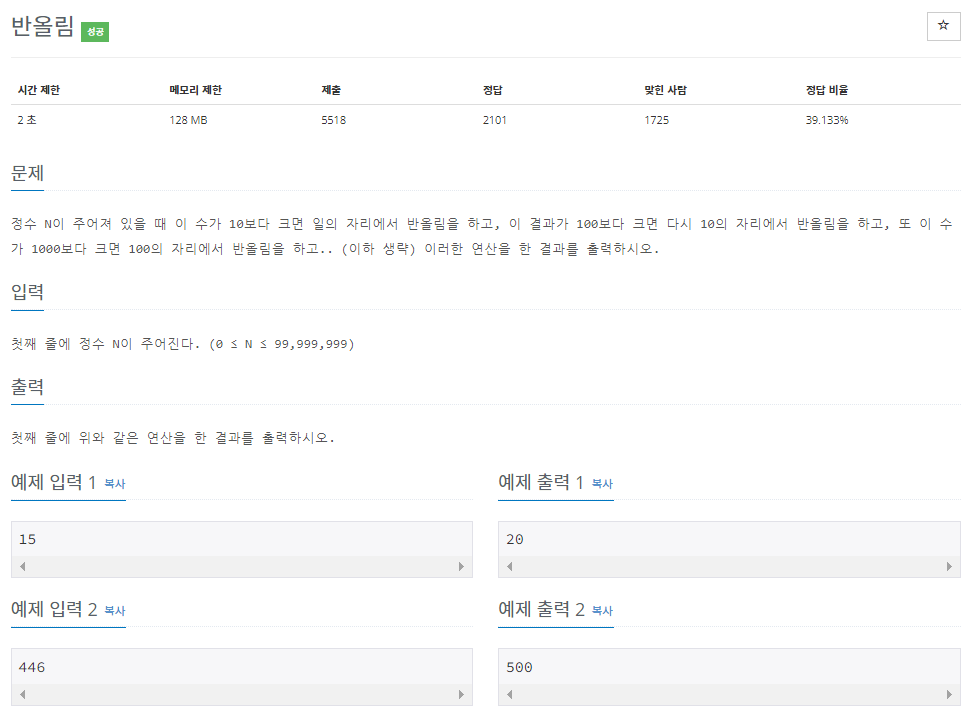 반올림 성공
☆
시간 제한 메모리 제한 제출 정답 맞힌 사람 정답 비율
2 초 128 MB 5518 2101 1725 39.133%
문제
정수 N이 주어져 있을 때 이 수가 10보다 크면 일의 자리에서 반올림을 하고, 이 결과가 100보다 크면 다시 10의 자리에서 반올림을 하고, 또 이 수
가 1000보다 크면 100의 자리에서 반올림을 하고.. (이하 생략) 이러한 연산을 한 결과를 출력하시오.
입력
첫째 줄에 정수 N이 주어진다. (0 ≤ N ≤ 99,999,999)
출력
첫째 줄에 위와 같은 연산을 한 결과를 출력하시오.
예제 입력 1 복사
15
예제 출력 1 복사
20
예제 입력 2 복사
446
예제 출력 2 복사
500